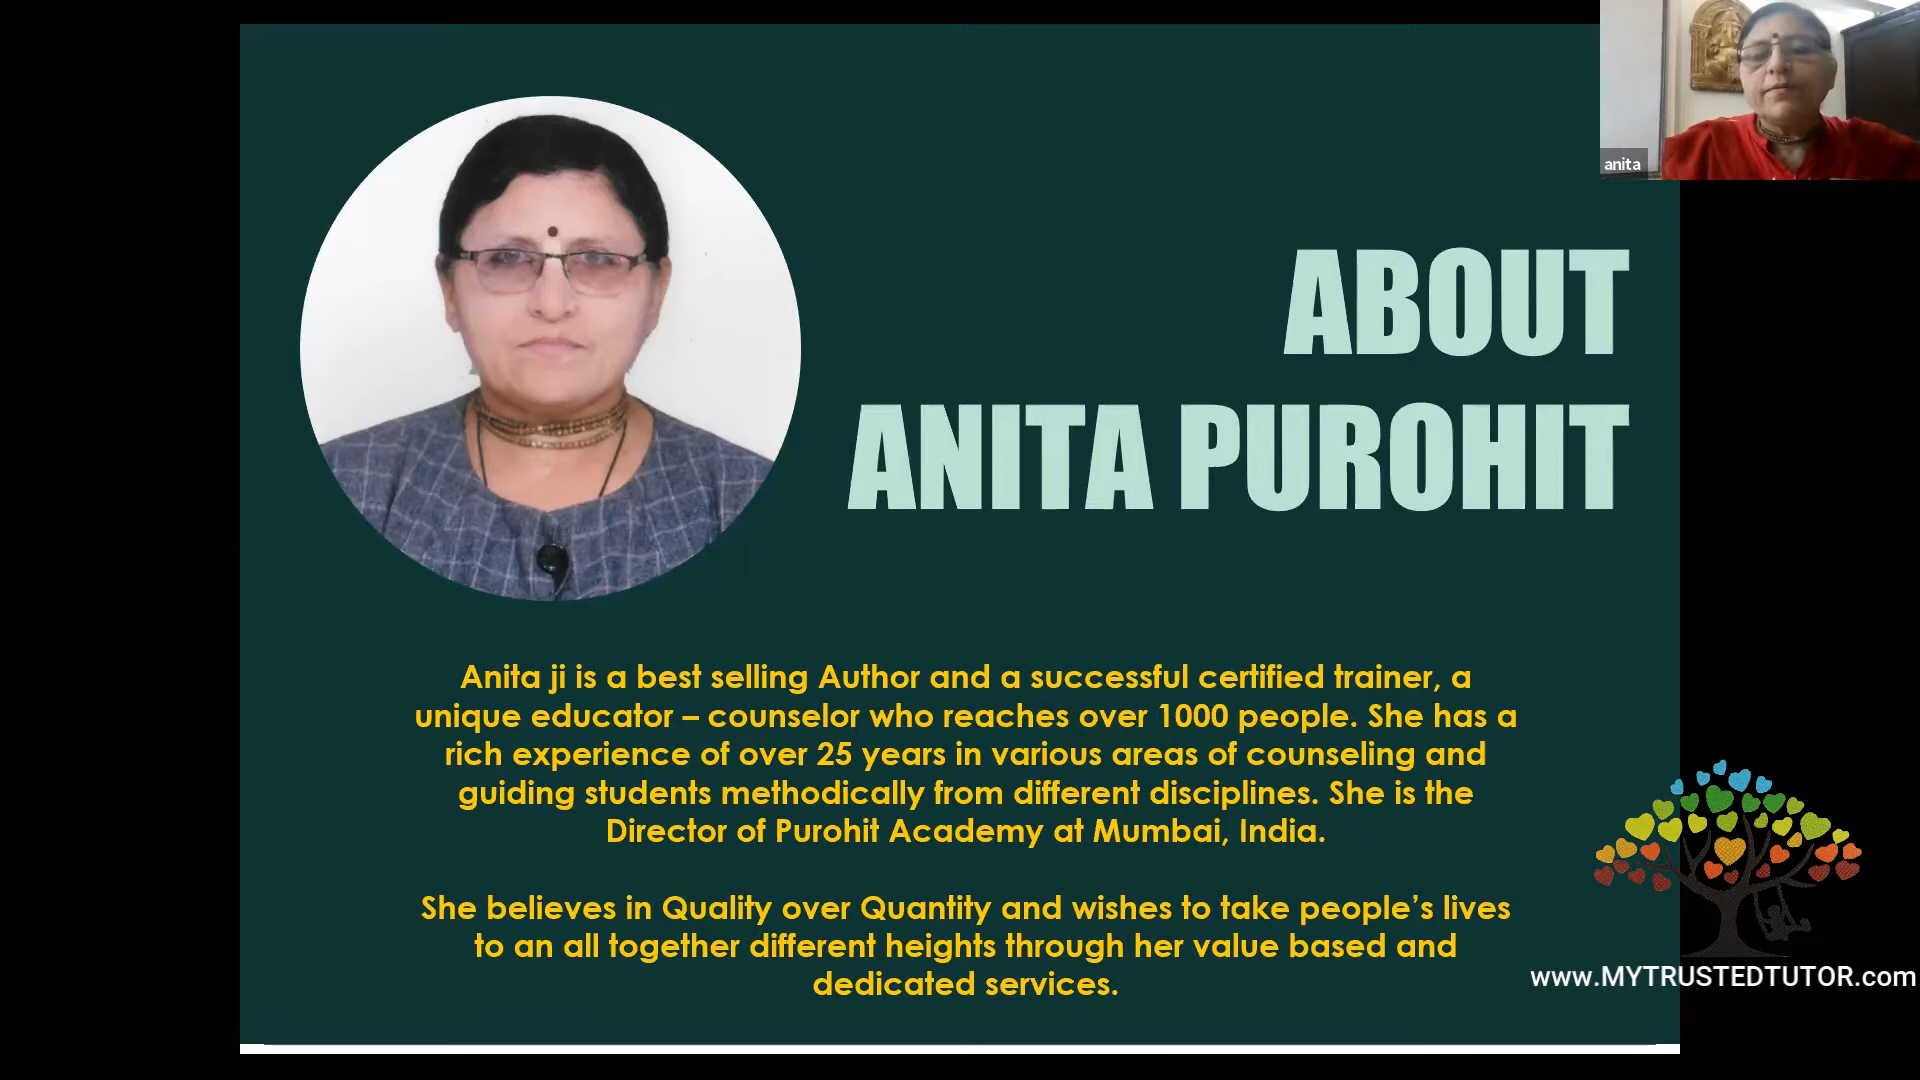 anita
ABOUT
ANITA PUROHIT
Anita ji is a best selling Author and a successful certified trainer, a
unique educator – counselor who reaches over 1000 people. She has a
rich experience of over 25 years in various areas of counseling and
guiding students methodically from different disciplines. She is the
Director of Purohit Academy at Mumbai, India.
She believes in Quality over Quantity and wishes to take people’s lives
to an all together different heights through her value based and
dedicated services.
www.MYTRUSTEDTUTOR.com